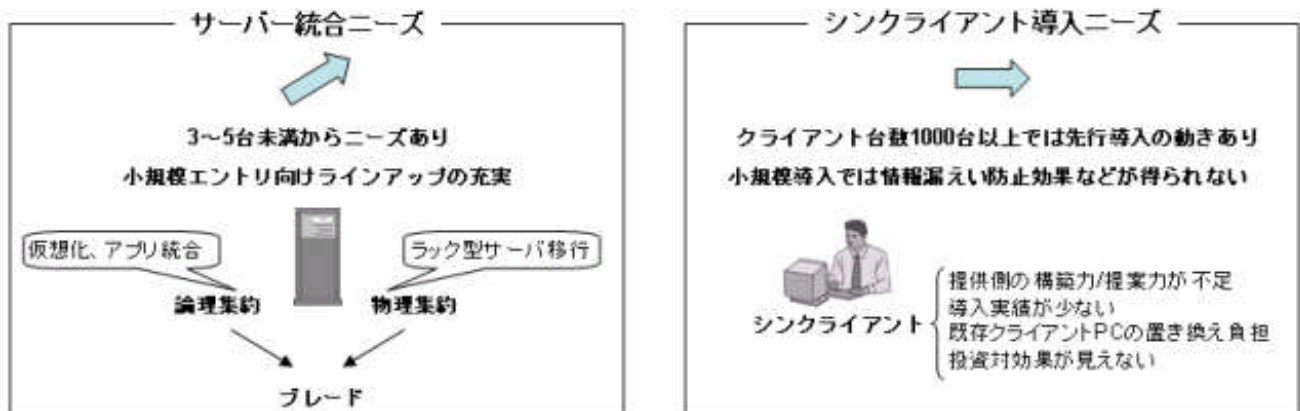 サーバー統合ニーズ
3～5台未満からニーズあり
小規模エントリ向けラインアップの充実
仮想化、アプリ統合
ラック型サーバ移行
論理集約
物理集約
ブレード
シンクライアント導入ニーズ
クライアント台数1000台以上では先行導入の動きあり
小規模導入では情報漏えい防止効果などが得られない
シンクライアント
提供側の構築力/提案力が不足
導入実績が少ない
既存クライアントPCの置き換え負担
投資対効果が見えない